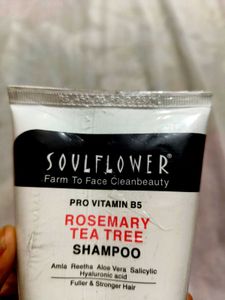 SOULFLOWER®
Farm To Face Cleanbeauty
PRO VITAMIN B5
ROSEMARY
TEA TREE
SHAMPOO
Amla Reetha Aloe Vera Salicylic
Hyaluronic acid
Fuller & Stronger Hair